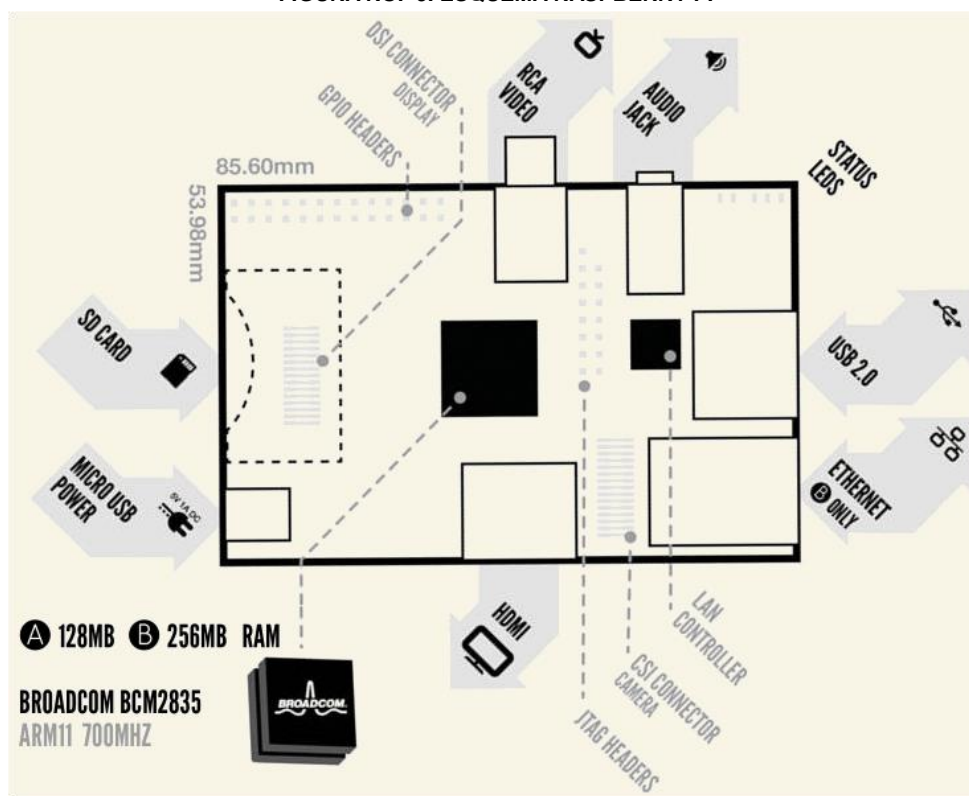 DSI CONNECTOR
DISPLAY
GPIO HEADERS
RCA
VIDEO
AUDIO
JACK
STATUS
LEDS
85.60mm
53.98mm
SD CARD
USB 2.0
MICRO USB
POWER
5V 1A DC
ETHERNET
B ONLY
HDMI
LAN
CONTROLLER
CSI CONNECTOR
CAMERA
JTAG HEADERS
A 128MB B 256MB RAM
BROADCOM BCM2835
ARM11 700MHZ
BROADCOM.